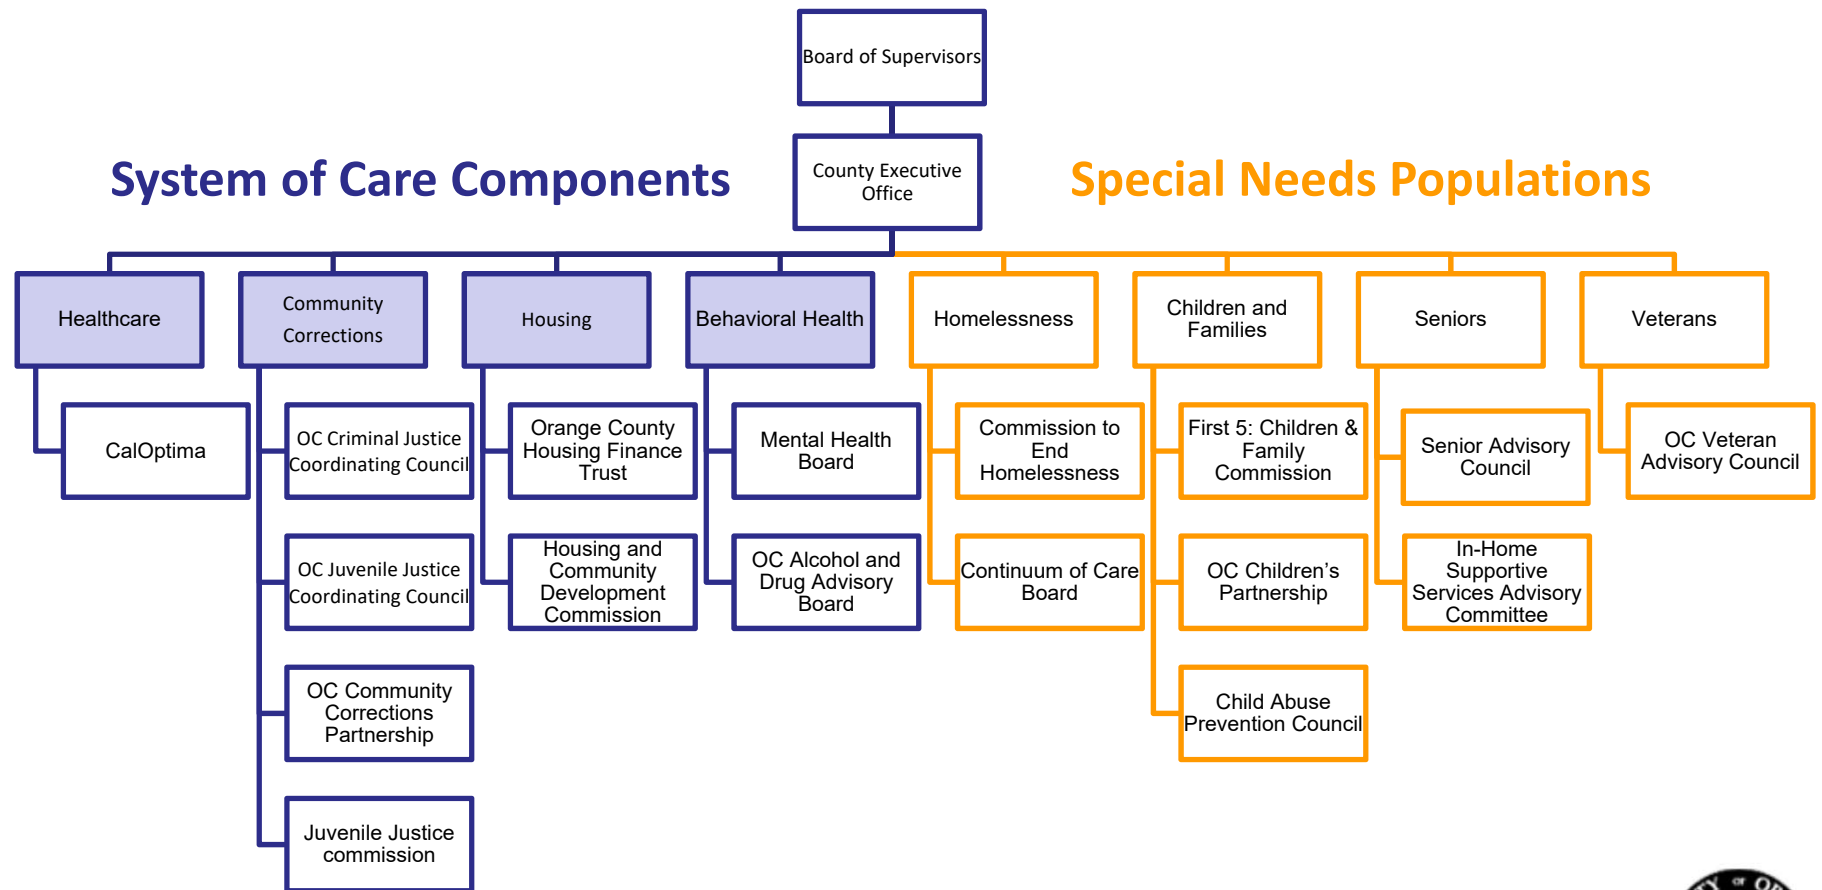 Board of Supervisors
County Executive
Office
System of Care Components
Special Needs Populations
Healthcare
Community
Corrections
Housing
Behavioral Health
Homelessness
Children and
Families
Seniors
Veterans
CalOptima
OC Criminal Justice
Coordinating Council
Orange County
Housing Finance
Trust
Mental Health
Board
Commission to
End
Homelessness
First 5: Children &
Family
Commission
Senior Advisory
Council
OC Veteran
Advisory Council
OC Juvenile Justice
Coordinating Council
Housing and
Community
Development
Commission
OC Alcohol and
Drug Advisory
Board
Continuum of Care
Board
OC Children's
Partnership
In-Home
Supportive
Services Advisory
Committee
OC Community
Corrections
Partnership
Child Abuse
Prevention Council
Juvenile Justice
commission